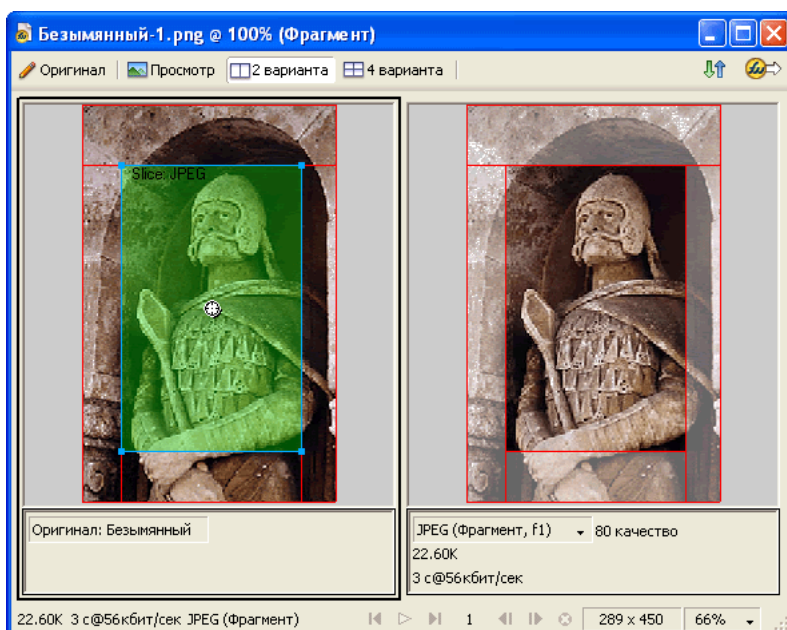 Безымянный-1.png @ 100% (Фрагмент)
Оригинал Просмотр 2 варианта 4 варианта
Slice: JPEG
Оригинал: Безымянный
JPEG (Фрагмент, f1) 80 качество
22.60K
3 с@56кбит/сек
22.60K 3 с@56кбит/сек JPEG (Фрагмент) 1 289 x 450 66%